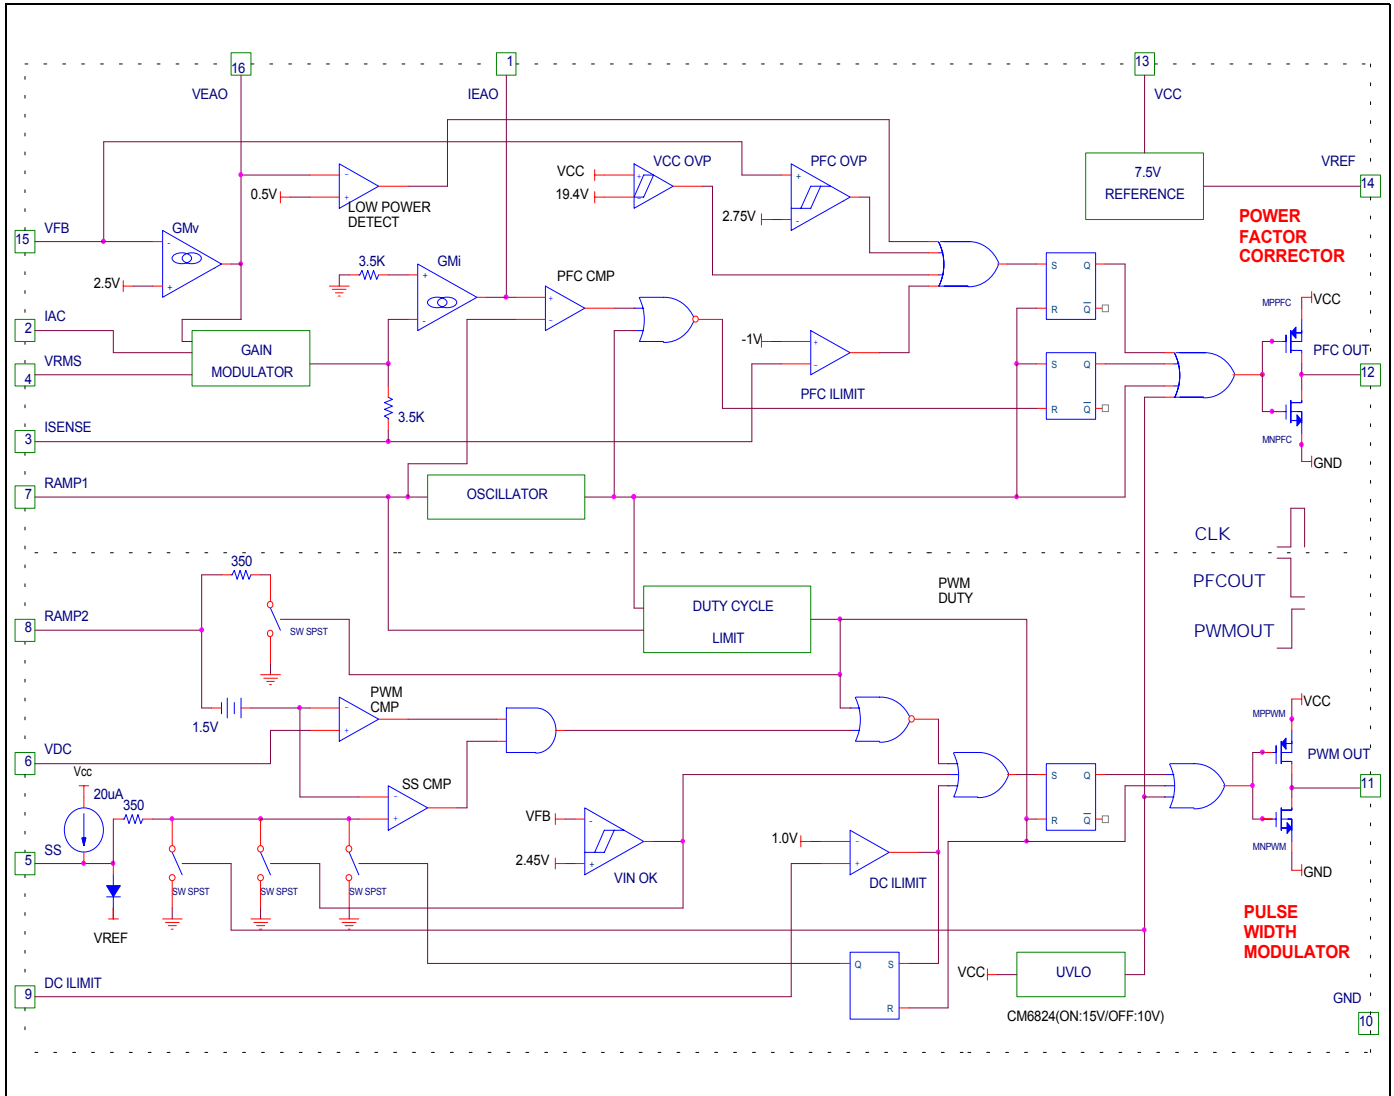 16
1
13
VEAO
IEAO
VCC
VCC
VCC OVP
PFC OVP
7.5V
REFERENCE
VREF
14
0.5V
19.4V
LOW POWER
DETECT
2.75V
POWER
FACTOR
CORRECTOR
VFB
15
GMv
2.5V
3.5K
GMi
PFC CMP
S
Q
R
Q
MPPFC
VCC
IAC
2
GAIN
MODULATOR
-1V
PFC OUT
12
VRMS
4
S
Q
R
Q
PFC ILIMIT
3.5K
ISENSE
3
MNPFC
GND
RAMP1
7
OSCILLATOR
CLK
350
PWM
DUTY
PFCOUT
RAMP2
8
SW SPST
DUTY CYCLE
LIMIT
PWMOUT
1.5V
PWM
CMP
VCC
MPPWM
VDC
6
PWM OUT
11
Vcc
20uA
350
SS CMP
S
Q
R
Q
VFB
1.0V
MNPWM
SS
5
2.45V
VIN OK
DC ILIMIT
GND
SW SPST
SW SPST
SW SPST
VREF
PULSE
WIDTH
MODULATOR
Q
S
R
VCC
UVLO
DC ILIMIT
9
CM6824(ON:15V/OFF:10V)
GND
10